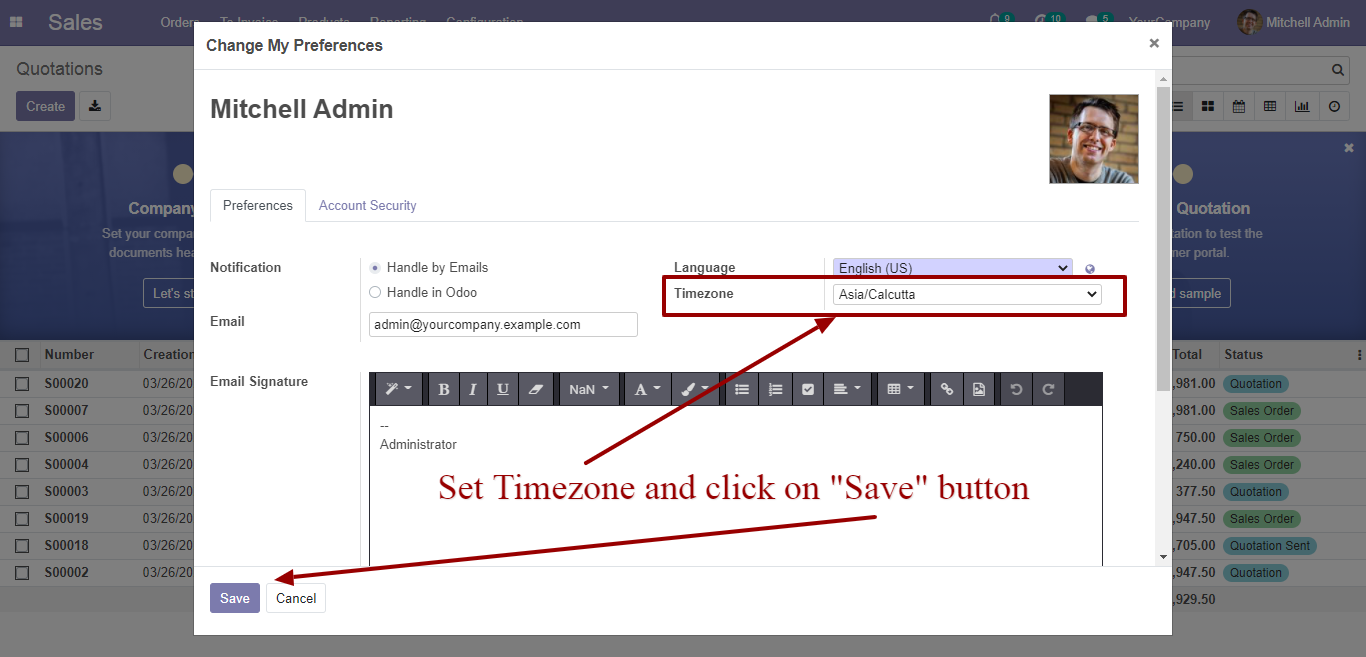 Sales Orders To Invoice Products Reporting Configuration 9 10 5 YourCompany Mitchell Admin
Change My Preferences ×
Quotations
Create
Mitchell Admin
Preferences Account Security
Company
Quotation
Set your compa
tation to test the
documents hea
ner portal.
Let's st
d sample
Notification
Handle by Emails
Handle in Odoo
Language English (US)
Timezone Asia/Calcutta
Email admin@yourcompany.example.com
Email Signature
B I U NaN A
--
Administrator
Set Timezone and click on "Save" button
Number Creation Total Status
S00020 03/26/20 ,981.00 Quotation
S00007 03/26/20 ,981.00 Sales Order
S00006 03/26/20 750.00 Sales Order
S00004 03/26/20 ,240.00 Sales Order
S00003 03/26/20 377.50 Quotation
S00019 03/26/20 ,947.50 Sales Order
S00018 03/26/20 ,705.00 Quotation Sent
S00002 03/26/20 ,947.50 Quotation
,929.50
Save Cancel